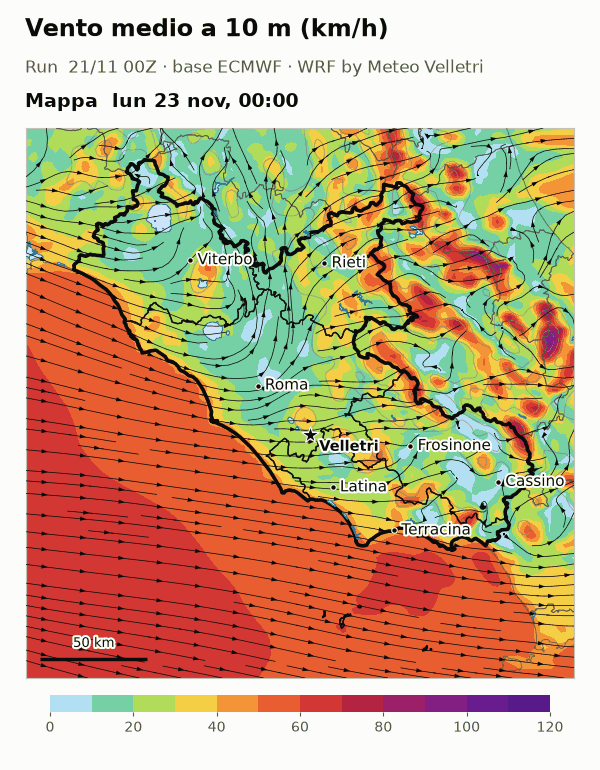 Vento medio a 10 m (km/h)
Run  21/11 00Z · base ECMWF · WRF by Meteo Velletri
Mappa  lun 23 nov, 00:00
Viterbo
Rieti
Roma
Velletri
Frosinone
Latina
Cassino
Terracina
50 km
0 20 40 60 80 100 120